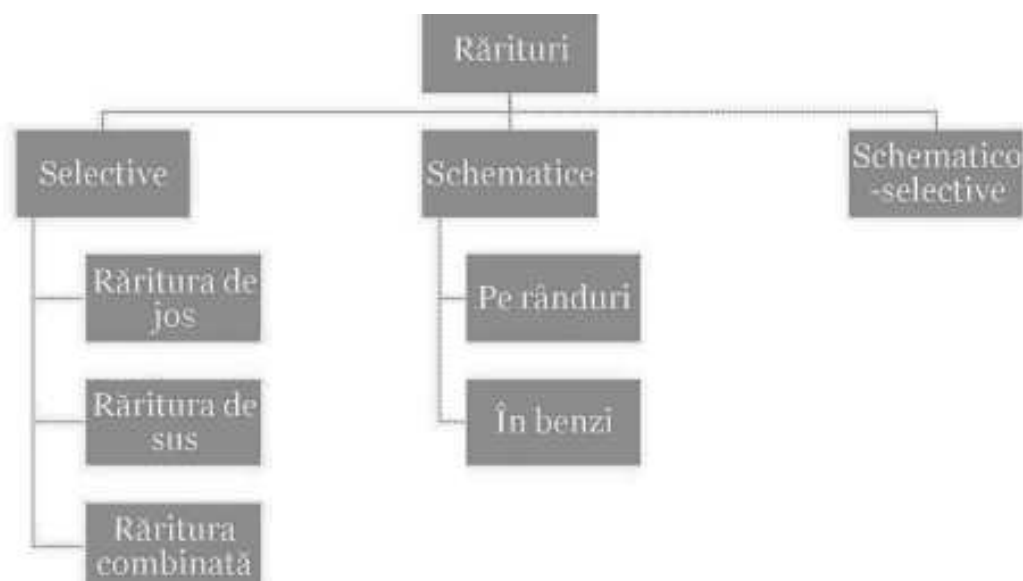 Rărituri
Selective
Schematice
Schematico
-selective
Răritura de
jos
Pe rânduri
Răritura de
sus
În benzi
Răritura
combinată